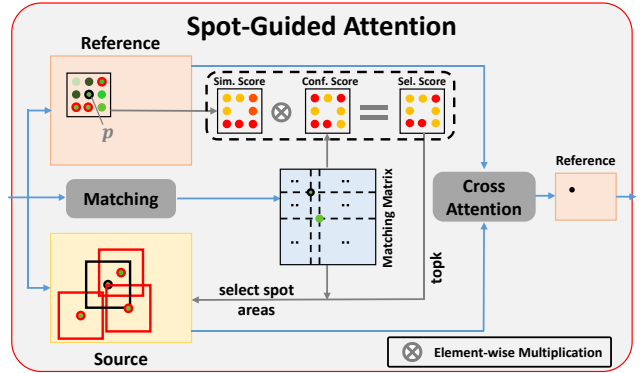 Spot-Guided Attention
Reference
Sim. Score
Conf. Score
Sel. Score
p
Matching
Matching Matrix
Cross
Attention
Reference
topk
select spot
areas
Source
Element-wise Multiplication